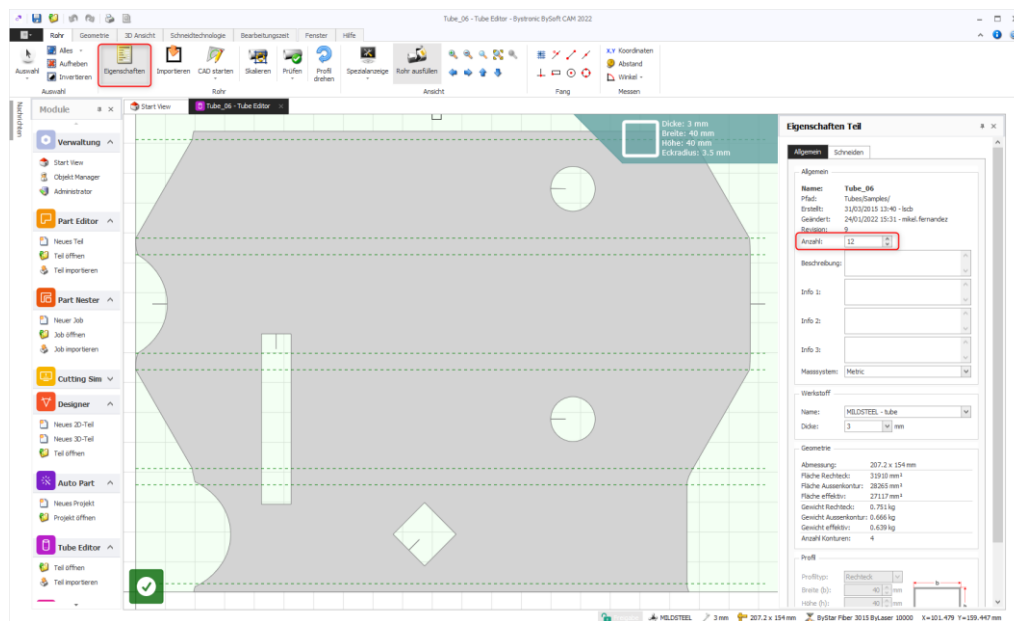 Tube_06 - Tube Editor - Bystronic BySoft CAM 2022
Rohr Geometrie 3D Ansicht Schneidtechnologie Bearbeitungszeit Fenster Hilfe
Auswahl
Alles
Aufheben
Invertieren
Eigenschaften
Importieren
CAD starten
Skalieren
Prüfen
Profil drehen
Spezialanzeige
Rohr ausfüllen
X,Y Koordinaten
Abstand
Winkel
Auswahl Rohr Ansicht Fang Messen
Nachrichten
Module
Start View
Tube_06 - Tube Editor
Verwaltung
Start View
Objekt Manager
Administrator
Part Editor
Neues Teil
Teil öffnen
Teil importieren
Part Nester
Neuer Job
Job öffnen
Job importieren
Cutting Sim
Designer
Neues 2D-Teil
Neues 3D-Teil
Teil öffnen
Auto Part
Neues Projekt
Projekt öffnen
Tube Editor
Teil öffnen
Teil importieren
Dicke: 3 mm
Breite: 40 mm
Höhe: 40 mm
Eckradius: 3.5 mm
Eigenschaften Teil
Allgemein Schneiden
Allgemein
Name: Tube_06
Pfad: Tubes/Samples/
Erstellt: 31/03/2015 13:40 - lscb
Geändert: 24/01/2022 15:31 - mikel.fernandez
Revision: 9
Anzahl: 12
Beschreibung:
Info 1:
Info 2:
Info 3:
Masssystem: Metric
Werkstoff
Name: MILDSTEEL - tube
Dicke: 3 mm
Geometrie
Abmessung: 207.2 x 154 mm
Fläche Rechteck: 31910 mm²
Fläche Aussenkontur: 28265 mm²
Fläche effektiv: 27117 mm²
Gewicht Rechteck: 0.751 kg
Gewicht Aussenkontur: 0.666 kg
Gewicht effektiv: 0.639 kg
Anzahl Konturen: 4
Profil
Profiltyp: Rechteck
Breite (b): 40 mm
Höhe (h): 40 mm
b
MILDSTEEL 3 mm 207.2 x 154 mm ByStar Fiber 3015 ByLaser 10000 X=101.479 Y=159.447 mm